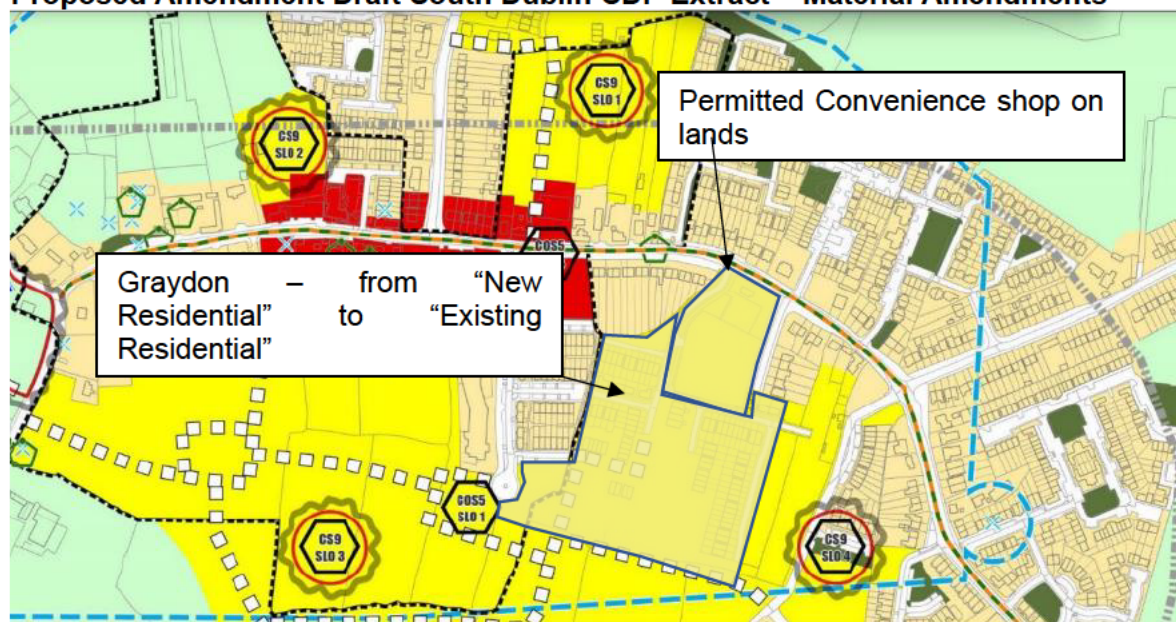 Proposed Amendment Draft South Dublin CDP Extract – Material Amendments
CS9
SLO 1
Permitted Convenience shop on
lands
CS9
SLO 2
COS5
Graydon – from “New
Residential” to “Existing
Residential”
COS5
SLO 1
CS9
SLO 3
CS9
SLO 4